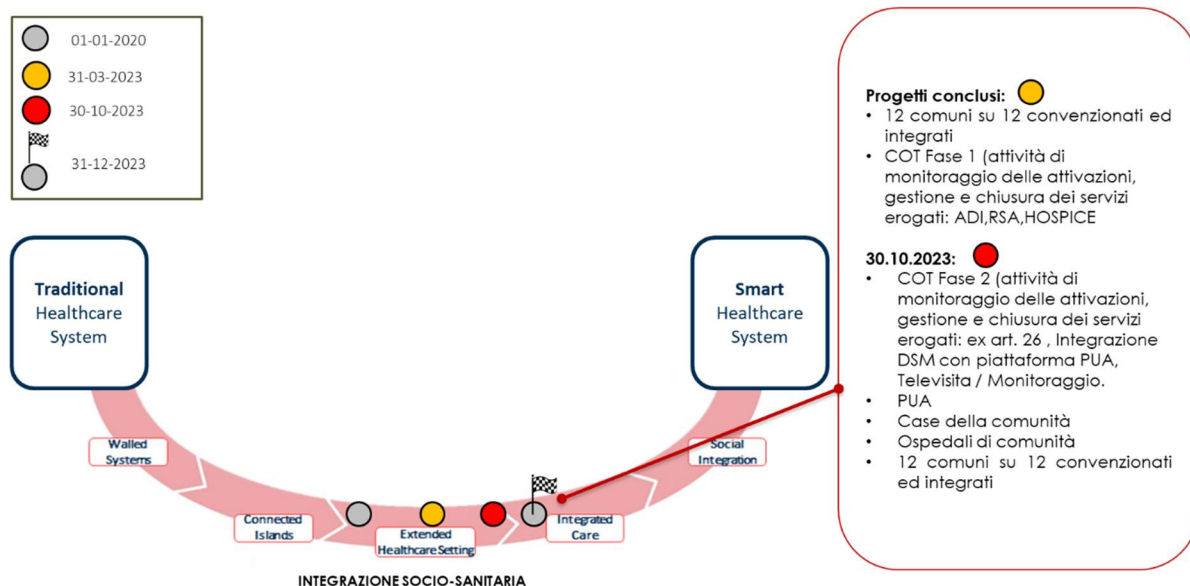 01-01-2020
31-03-2023
30-10-2023
31-12-2023
Traditional
Healthcare
System
Smart
Healthcare
System
Walled
Systems
Connected
Islands
Extended
Healthcare Setting
Integrated
Care
Social
Integration
INTEGRAZIONE SOCIO-SANITARIA
Progetti conclusi:
• 12 comuni su 12 convenzionati ed
integrati
• COT Fase 1 (attività di
monitoraggio delle attivazioni,
gestione e chiusura dei servizi
erogati: ADI,RSA,HOSPICE
30.10.2023:
• COT Fase 2 (attività di
monitoraggio delle attivazioni,
gestione e chiusura dei servizi
erogati: ex art. 26 , Integrazione
DSM con piattaforma PUA,
Televisita / Monitoraggio.
• PUA
• Case della comunità
• Ospedali di comunità
• 12 comuni su 12 convenzionati
ed integrati